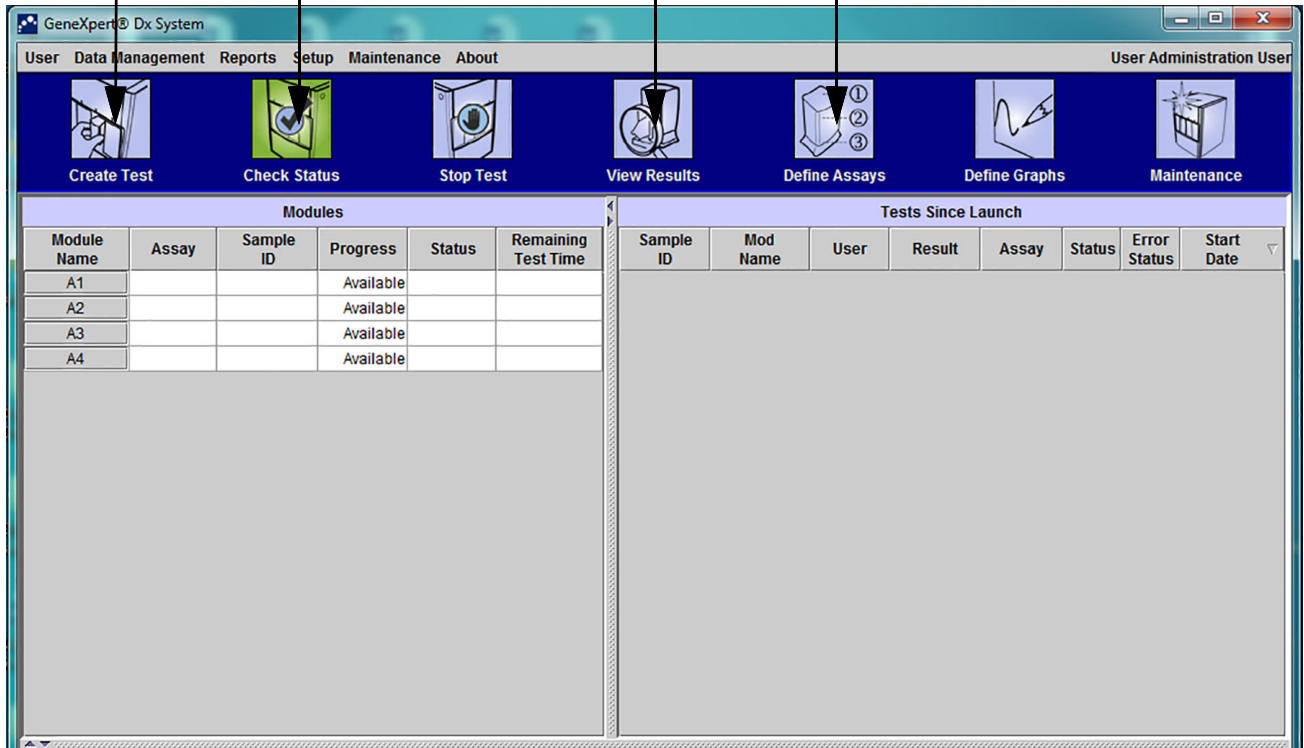 GeneXpert® Dx System
User Data Management Reports Setup Maintenance About User Administration User
① ② ③
Create Test Check Status Stop Test View Results Define Assays Define Graphs Maintenance
Modules
Module Name Assay Sample ID Progress Status Remaining Test Time
A1 Available
A2 Available
A3 Available
A4 Available
Tests Since Launch
Sample ID Mod Name User Result Assay Status Error Status Start Date